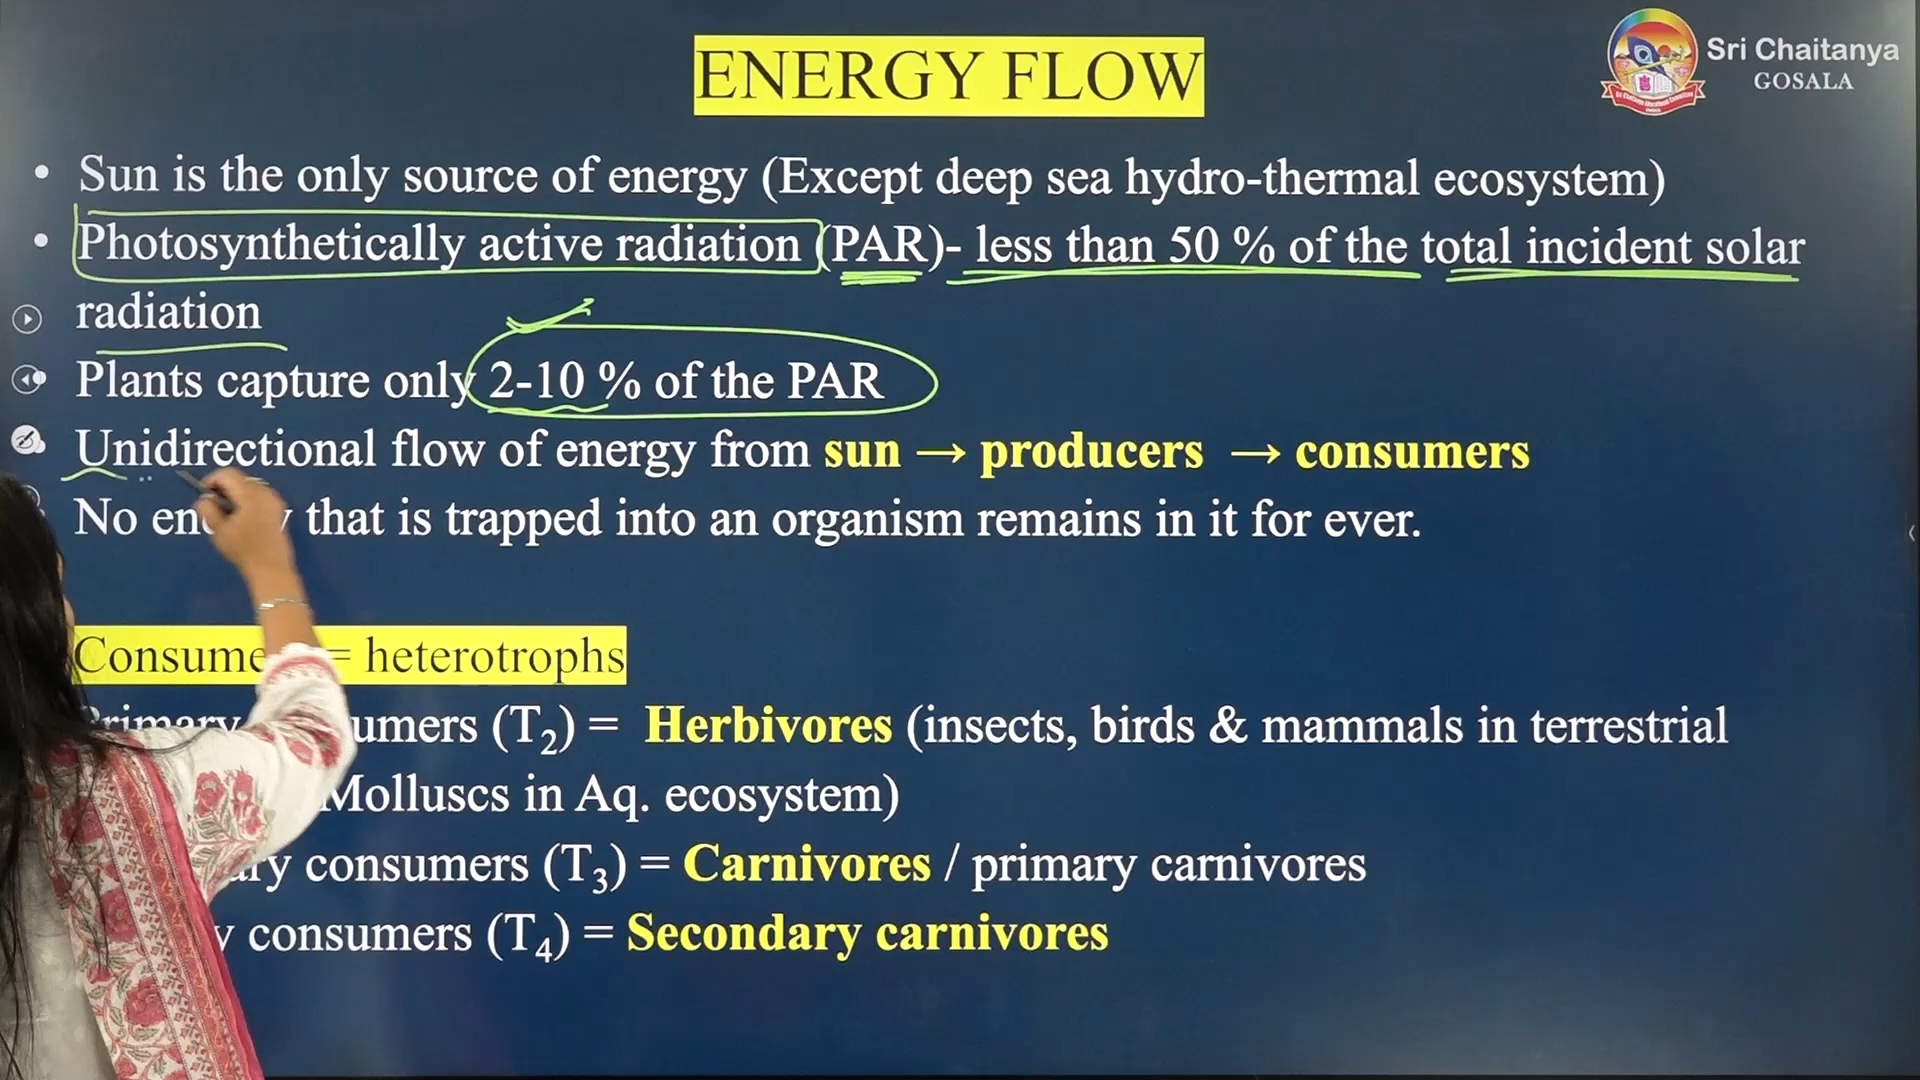 ENERGY FLOW
Sri Chaitanya
GOSALA
• Sun is the only source of energy (Except deep sea hydro-thermal ecosystem)
• Photosynthetically active radiation (PAR)- less than 50 % of the total incident solar
radiation
Plants capture only 2-10 % of the PAR
Unidirectional flow of energy from sun → producers → consumers
No that is trapped into an organism remains in it for ever.
= heterotrophs
(T2) = Herbivores (insects, birds & mammals in terrestrial
Molluscs in Aq. ecosystem)
consumers (T3) = Carnivores / primary carnivores
consumers (T4) = Secondary carnivores